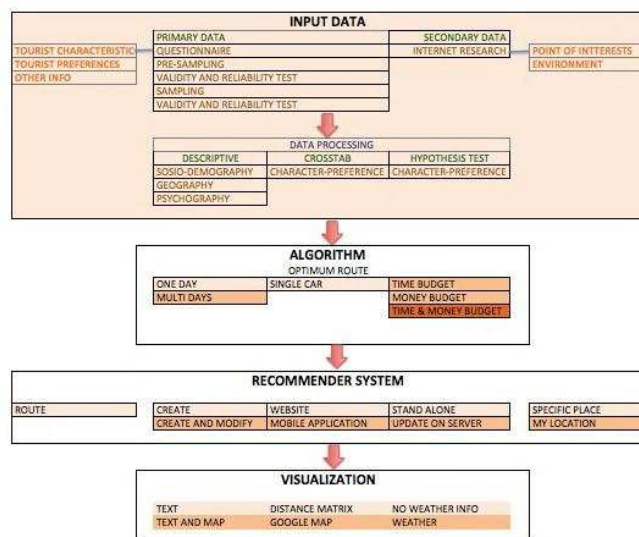 INPUT DATA
PRIMARY DATA SECONDARY DATA
TOURIST CHARACTERISTIC QUESTIONNAIRE INTERNET RESEARCH POINT OF INTTERESTS
TOURIST PREFERENCES PRE-SAMPLING ENVIRONMENT
OTHER INFO VALIDITY AND RELIABILITY TEST
SAMPLING
VALIDITY AND RELIABILITY TEST
DATA PROCESSING
DESCRIPTIVE CROSSTAB HYPOTHESIS TEST
SOSIO-DEMOGRAPHY CHARACTER-PREFERENCE CHARACTER-PREFERENCE
GEOGRAPHY
PSYCHOGRAPHY
ALGORITHM
OPTIMUM ROUTE
ONE DAY SINGLE CAR TIME BUDGET
MULTI DAYS MONEY BUDGET
TIME & MONEY BUDGET
RECOMMENDER SYSTEM
ROUTE CREATE WEBSITE STAND ALONE SPECIFIC PLACE
CREATE AND MODIFY MOBILE APPLICATION UPDATE ON SERVER MY LOCATION
VISUALIZATION
TEXT DISTANCE MATRIX NO WEATHER INFO
TEXT AND MAP GOOGLE MAP WEATHER